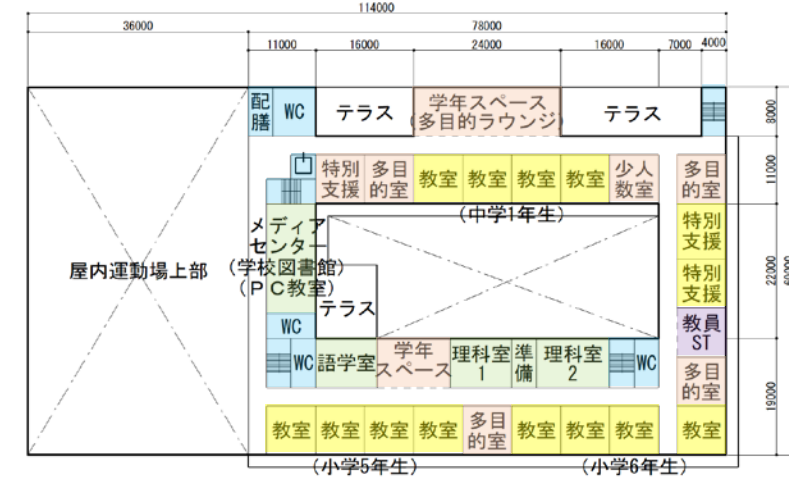 114000
36000
78000
11000
16000
24000
16000
7000
4000
配
膳
WC
テラス
学年スペース
(多目的ラウンジ)
テラス
8000
特別
支援
多目
的室
教室
教室
教室
教室
少人
数室
多目
的室
11000
(中学1年生)
メディア
センター
(学校図書館)
(PC教室)
屋内運動場上部
テラス
特別
支援
特別
支援
22000
WC
教員
ST
WC
語学室
学年
スペース
理科室
1
準
備
理科室
2
WC
多目
的室
19000
教室
教室
教室
教室
多目
的室
教室
教室
教室
教室
(小学5年生)
(小学6年生)